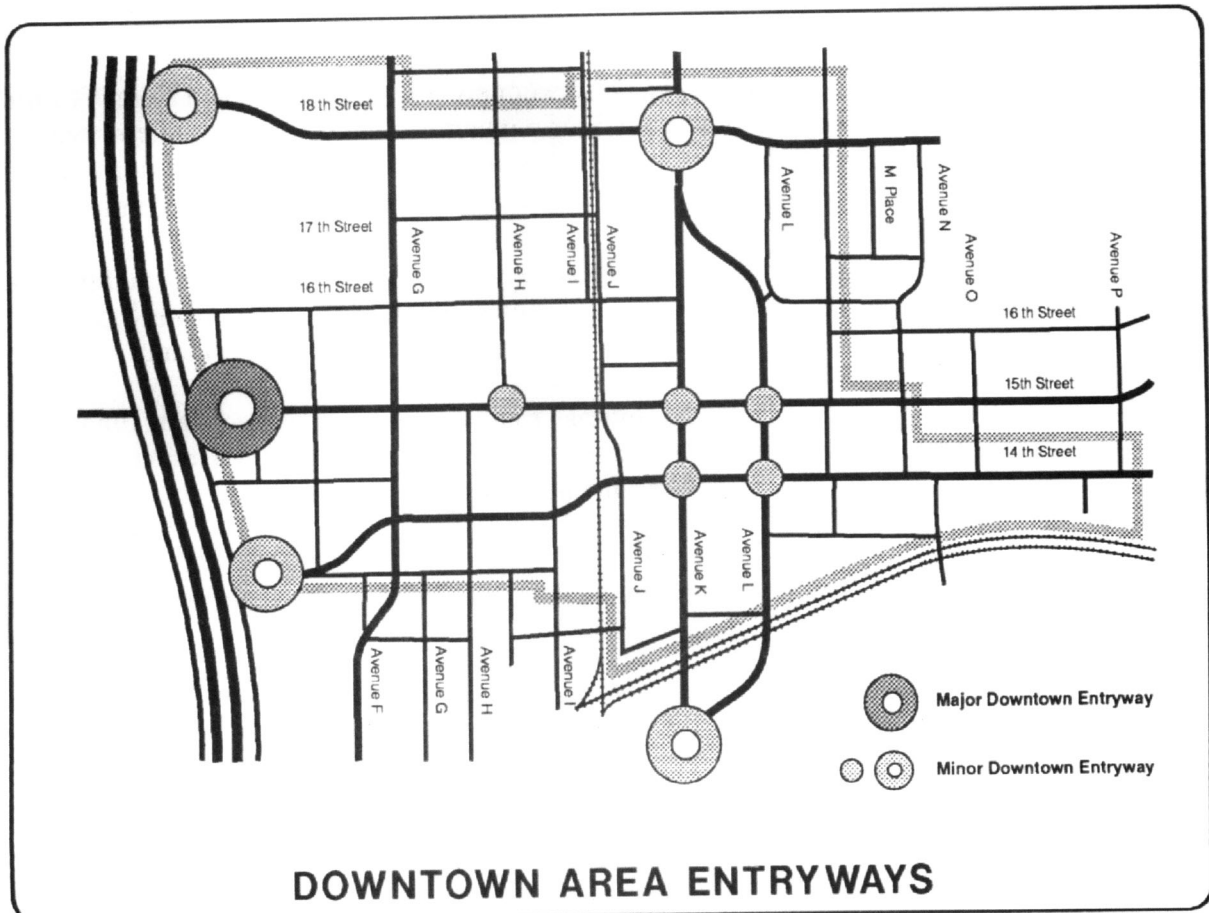 18 th Street
17 th Street
16 th Street
Avenue G
Avenue H
Avenue I
Avenue J
Avenue L
M Place
Avenue N
Avenue O
Avenue P
16 th Street
15th Street
14 th Street
Avenue J
Avenue K
Avenue L
Avenue F
Avenue G
Avenue H
Avenue I
Major Downtown Entryway
Minor Downtown Entryway
DOWNTOWN AREA ENTRYWAYS